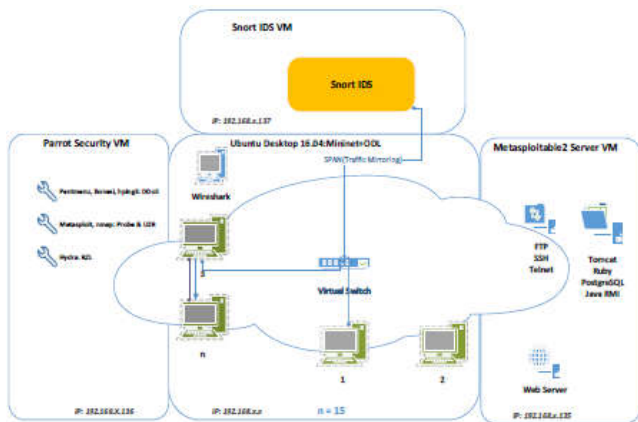 Snort IDS VM
Snort IDS
IP: 192.168.x.137
Parrot Security VM
Metasploit, nmap: Probe & U2R
Hydra: R2L
IP: 192.168.X.136
Ubuntu Desktop 16.04:Mininet+ODL
SPAN(Traffic Mirroring)
Wireshark
3
Virtual Switch
n
1
2
IP: 192.168.x.x
n = 15
Metasploitable2 Server VM
FTP
SSH
Telnet
Tomcat
Ruby
PostgreSQL
Java RMI
Web Server
IP: 192.168.x.135